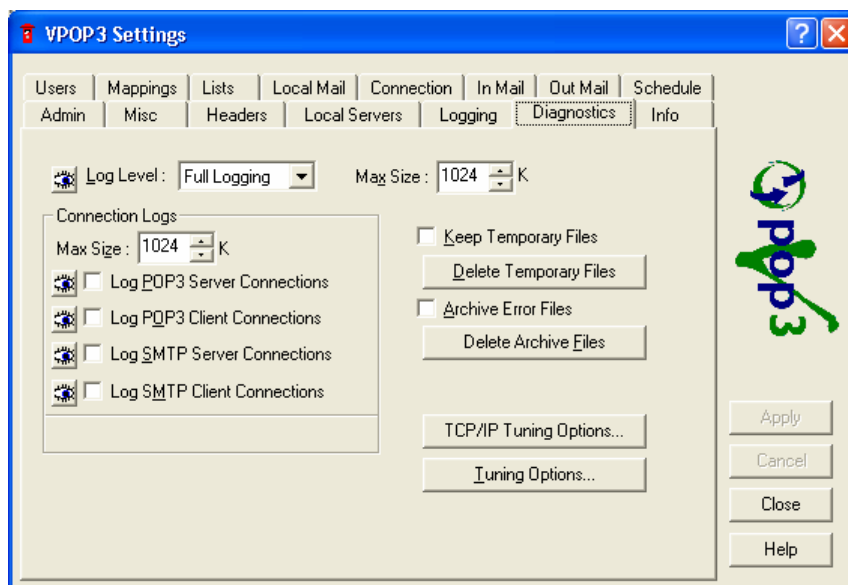 VPOP3 Settings
Users Mappings Lists Local Mail Connection In Mail Out Mail Schedule
Admin Misc Headers Local Servers Logging Diagnostics Info
Log Level : Full Logging Max Size : 1024 K
Connection Logs
Max Size : 1024 K
Keep Temporary Files
Delete Temporary Files
Log POP3 Server Connections
Archive Error Files
Log POP3 Client Connections
Delete Archive Files
Log SMTP Server Connections
Log SMTP Client Connections
TCP/IP Tuning Options...
Tuning Options...
pop3
Apply
Cancel
Close
Help